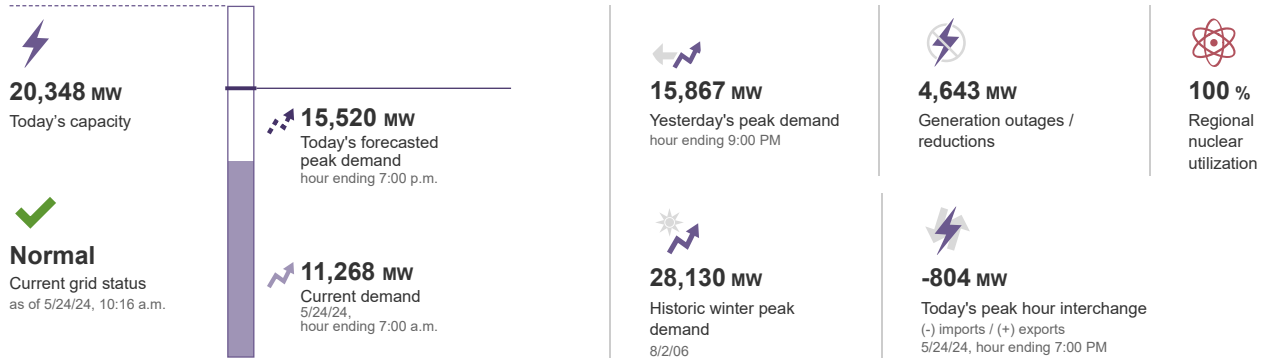 20,348 MW
Today's capacity
Normal
Current grid status
as of 5/24/24, 10:16 a.m.
15,520 MW
Today's forecasted
peak demand
hour ending 7:00 p.m.
11,268 MW
Current demand
5/24/24,
hour ending 7:00 a.m.
15,867 MW
Yesterday's peak demand
hour ending 9:00 PM
4,643 MW
Generation outages /
reductions
100 %
Regional
nuclear
utilization
28,130 MW
Historic winter peak
demand
8/2/06
-804 MW
Today's peak hour interchange
(-) imports / (+) exports
5/24/24, hour ending 7:00 PM